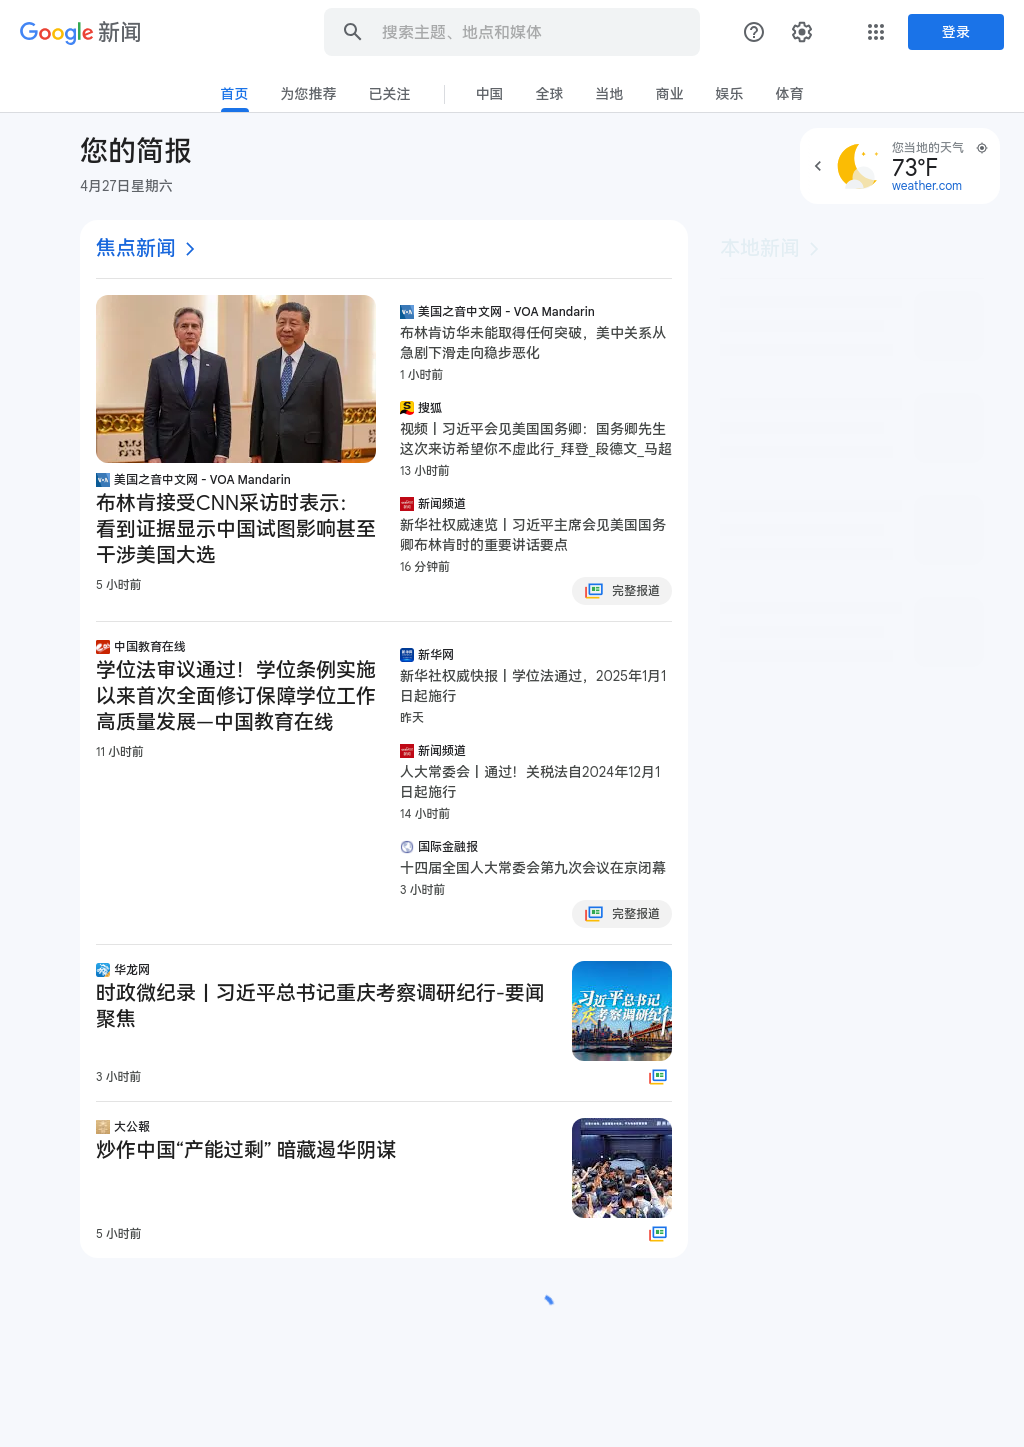 Google 新闻
搜索主题、地点和媒体
登录
首页
为您推荐
已关注
中国
全球
当地
商业
娱乐
体育
您的简报
4月27日星期六
您当地的天气
73°F
weather.com
焦点新闻
本地新闻
美国之音中文网 - VOA Mandarin
布林肯接受CNN采访时表示：
看到证据显示中国试图影响甚至
干涉美国大选
5 小时前
美国之音中文网 - VOA Mandarin
布林肯访华未能取得任何突破，美中关系从
急剧下滑走向稳步恶化
1 小时前
搜狐
视频丨习近平会见美国国务卿：国务卿先生
这次来访希望你不虚此行_拜登_段德文_马超
13 小时前
新闻频道
新华社权威速览丨习近平主席会见美国国务
卿布林肯时的重要讲话要点
16 分钟前
完整报道
中国教育在线
学位法审议通过！学位条例实施
以来首次全面修订保障学位工作
高质量发展—中国教育在线
11 小时前
新华网
新华社权威快报丨学位法通过，2025年1月1
日起施行
昨天
新闻频道
人大常委会丨通过！关税法自2024年12月1
日起施行
14 小时前
国际金融报
十四届全国人大常委会第九次会议在京闭幕
3 小时前
完整报道
华龙网
时政微纪录丨习近平总书记重庆考察调研纪行-要闻
聚焦
3 小时前
习近平总书记
重庆考察调研纪行
大公報
炒作中国“产能过剩” 暗藏遏华阴谋
5 小时前